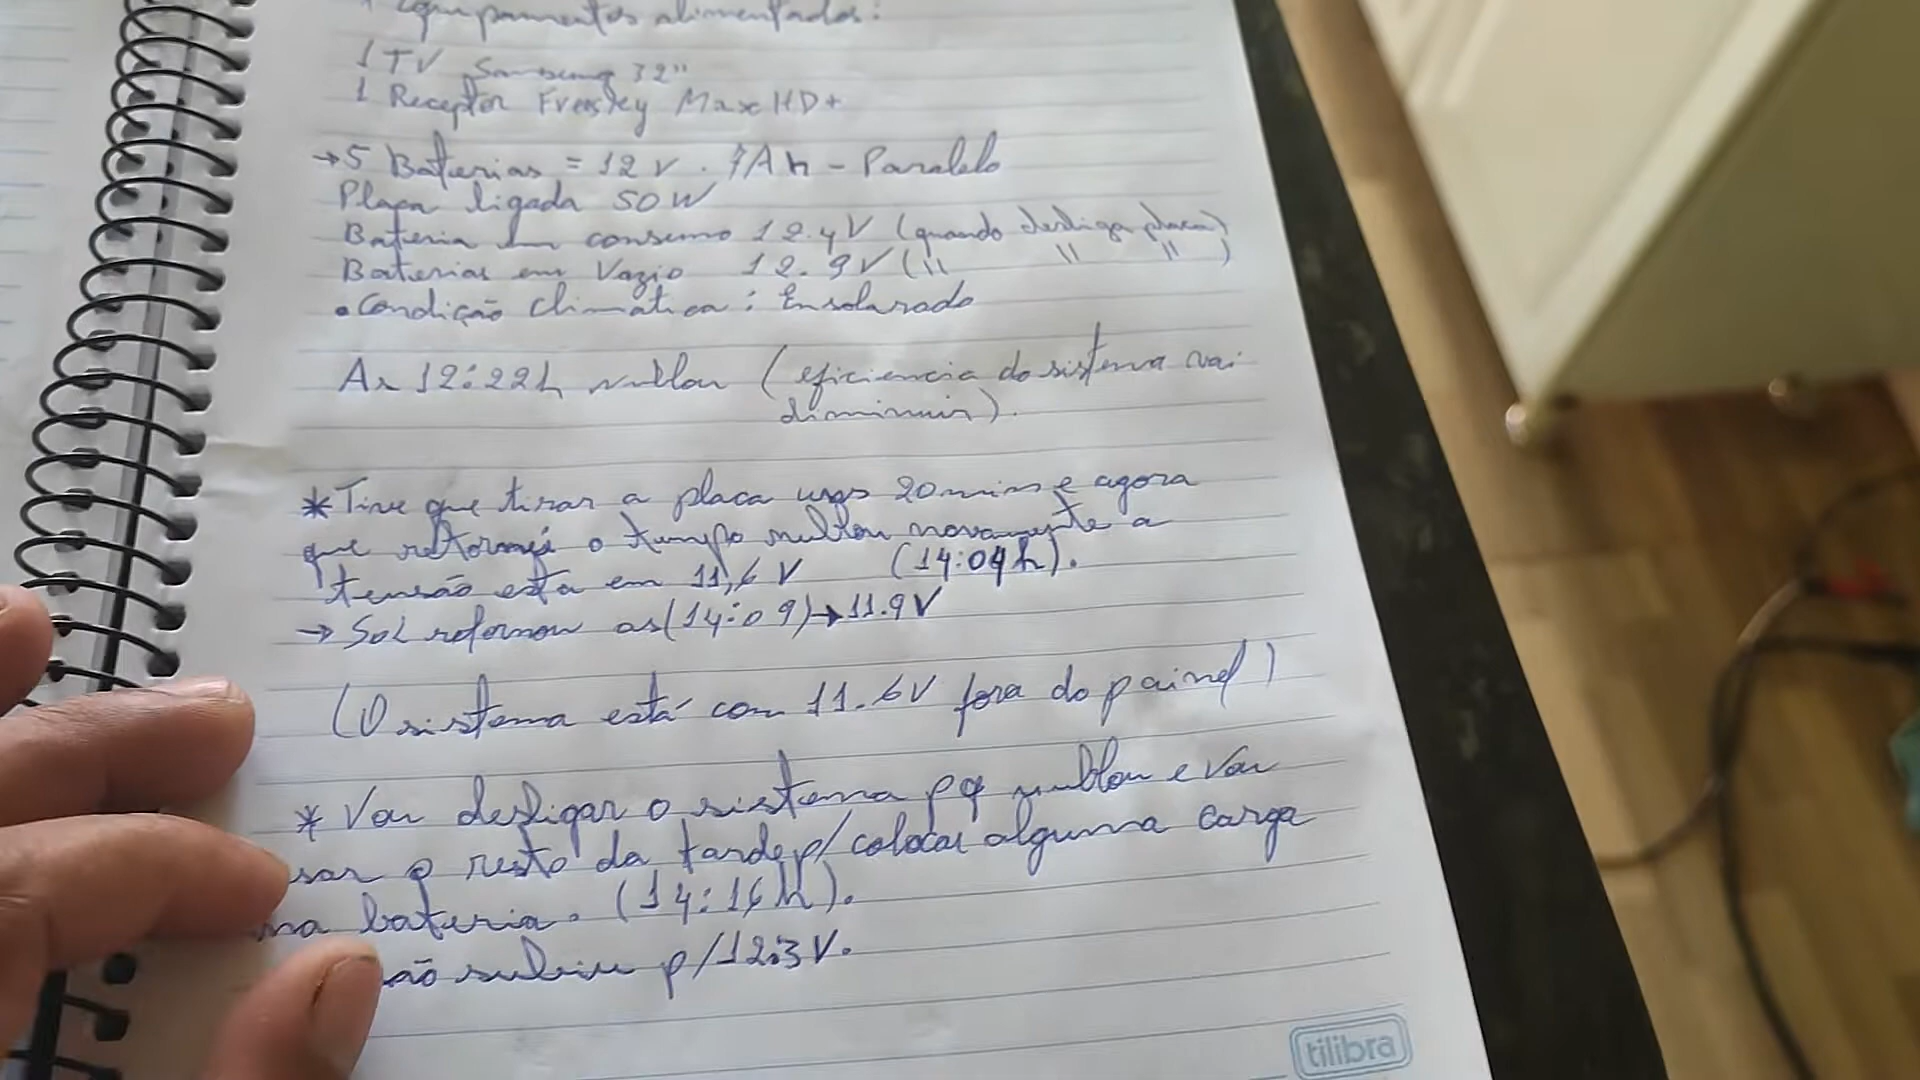 Equipamentos alimentados:
1 TV Samsung 32"
1 Receptor Freesky Max HD+
→5 Baterias = 12 V . 7Ah - Paralelo
Placa ligada 50W
Bateria em consumo 12.4V (quando desliga placa)
Baterias em Vazio 12.9V (" " ")
•Condição Climática: Ensolarado
As 12:22h nublou (eficiencia do sistema vai
diminuir).
*Tive que tirar a placa uns 20mins e agora
que retornei o tempo nublou novamente a
tensão está em 11,6 V (14:04h).
→ Sol retornou as(14:09)→11.9V
(O sistema está com 11.6V fora do painel)
* Vou desligar o sistema pq nublou e vou
usar o resto da tarde p/ colocar alguma carga
na bateria. (14:16h).
são subiu p/12.3V.
tilibra